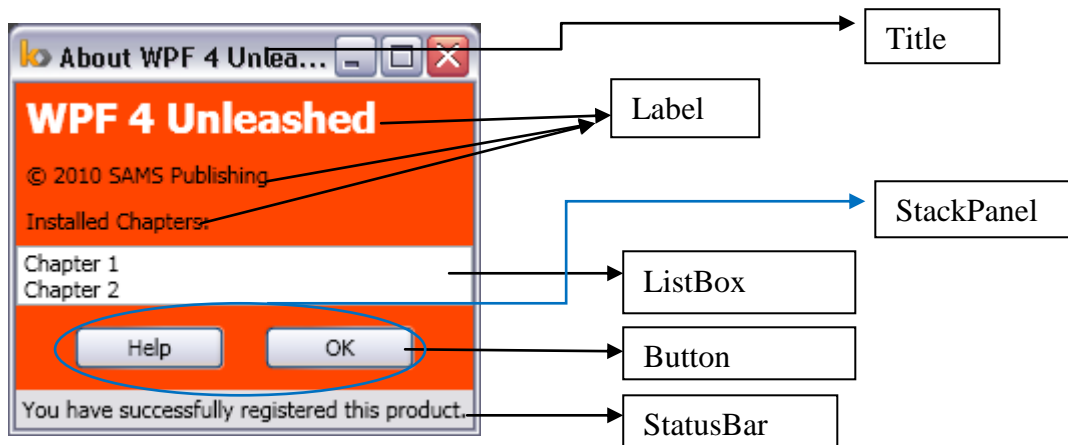 About WPF 4 Unlea...
WPF 4 Unleashed
© 2010 SAMS Publishing
Installed Chapters:
Chapter 1
Chapter 2
Help
OK
You have successfully registered this product.
Title
Label
StackPanel
ListBox
Button
StatusBar